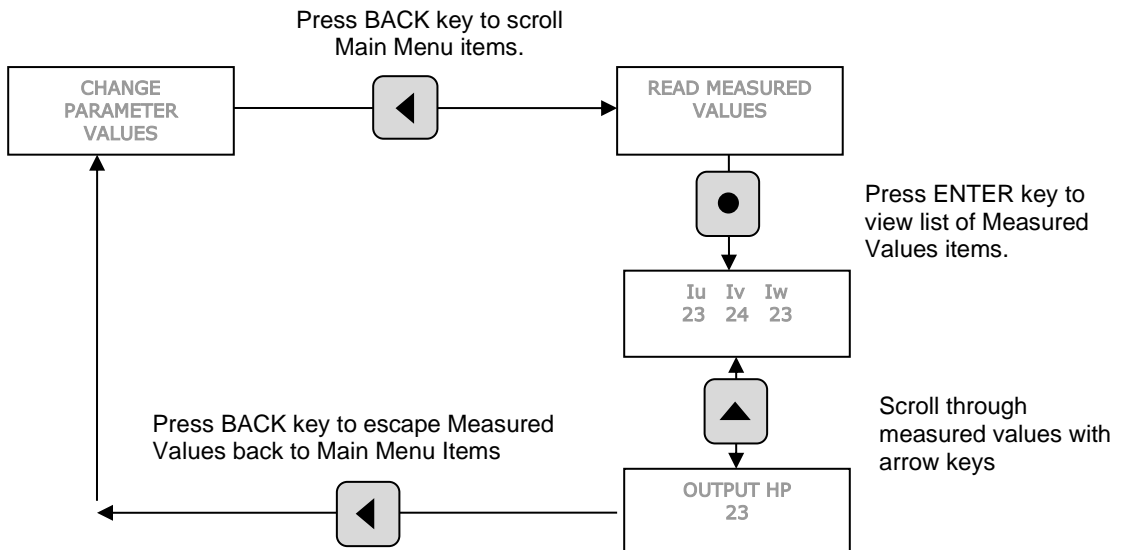 Press BACK key to scroll
Main Menu items.
CHANGE
PARAMETER
VALUES
READ MEASURED
VALUES
Press ENTER key to
view list of Measured
Values items.
Iu Iv Iw
23 24 23
Scroll through
measured values with
arrow keys
Press BACK key to escape Measured
Values back to Main Menu Items
OUTPUT HP
23